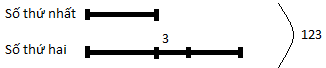 Số thứ nhất
3
123
Số thứ hai